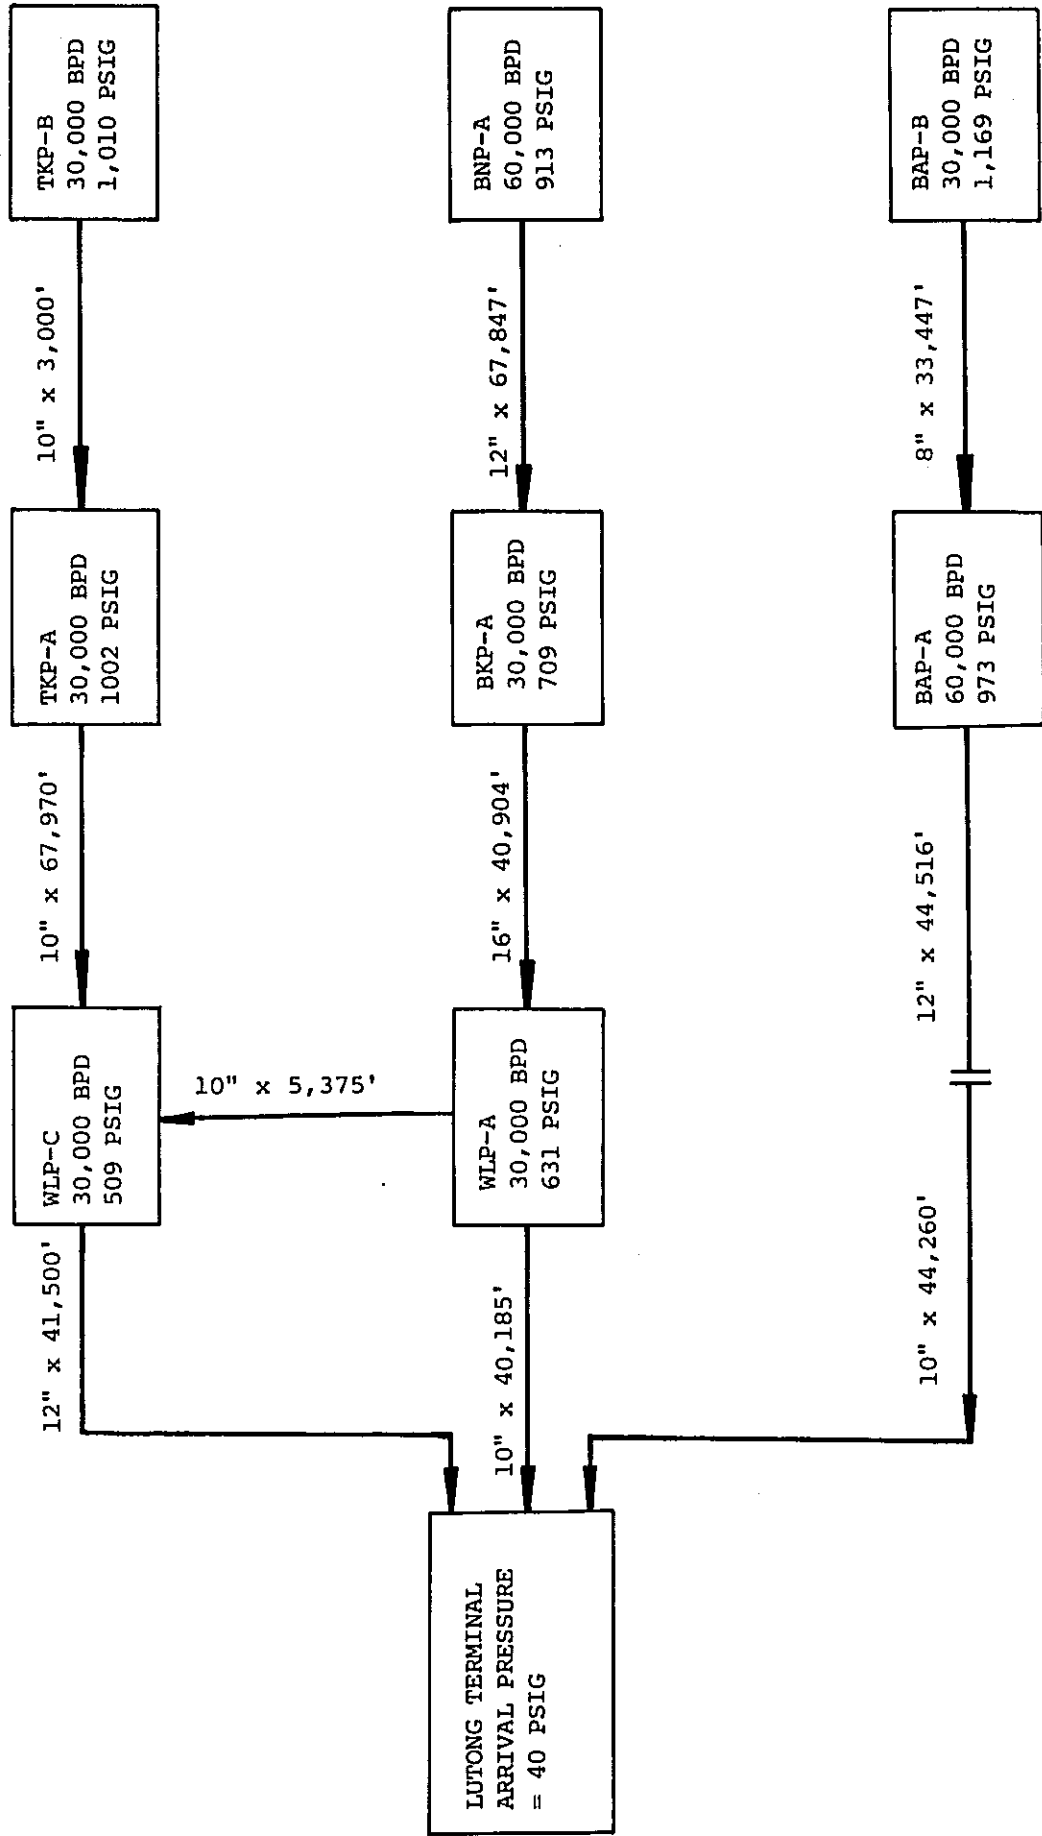 TKP-B
30,000 BPD
1,010 PSIG
10" x 3,000'
TKP-A
30,000 BPD
1002 PSIG
10" x 67,970'
WLP-C
30,000 BPD
509 PSIG
12" x 41,500'
10" x 5,375'
BNP-A
60,000 BPD
913 PSIG
12" x 67,847'
BKP-A
30,000 BPD
709 PSIG
16" x 40,904'
WLP-A
30,000 BPD
631 PSIG
10" x 40,185'
LUTONG TERMINAL
ARRIVAL PRESSURE
= 40 PSIG
BAP-B
30,000 BPD
1,169 PSIG
8" x 33,447'
BAP-A
60,000 BPD
973 PSIG
12" x 44,516'
10" x 44,260'